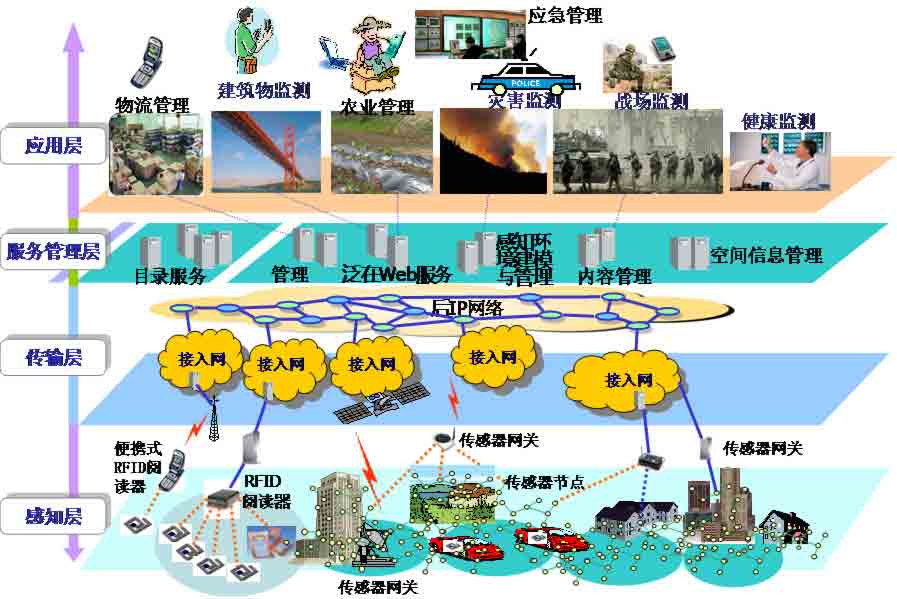 应急管理
建筑物监测
物流管理
农业管理
灾害监测
战场监测
健康监测
POLICE
应用层
服务管理层
目录服务
管理
泛在Web服务
感知环
境建模
与管理
内容管理
空间信息管理
后IP网络
传输层
接入网
接入网
接入网
接入网
接入网
便携式
RFID阅
读器
RFID
阅读器
传感器网关
传感器节点
传感器网关
感知层
传感器网关